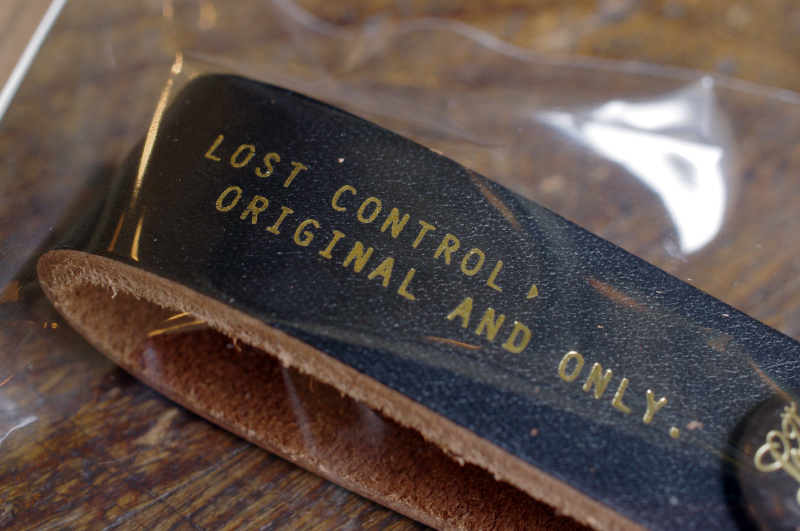 LOST CONTROL,
ORIGINAL AND ONLY.